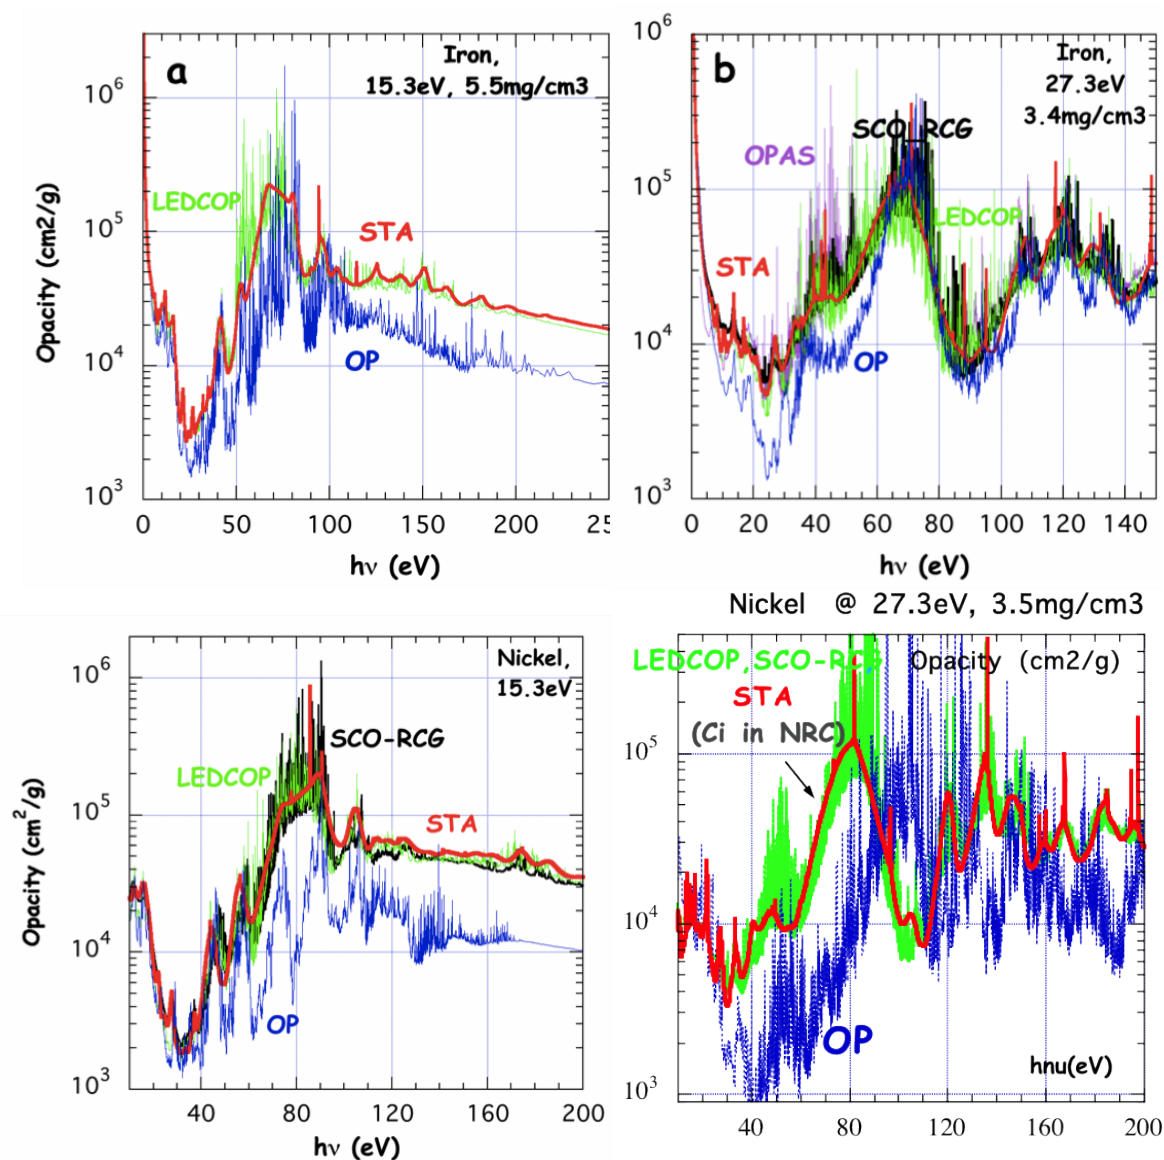 a
Iron,
15.3eV, 5.5mg/cm3
10^6
LEDCOP
STA
10^5
OP
10^4
10^3
Opacity (cm2/g)
0 50 100 150 200 25
hν (eV)
b
Iron,
27.3eV
3.4mg/cm3
10^6
SCO-RCG
OPAS
10^5
LEDCOP
STA
OP
10^4
10^3
0 20 40 60 80 100 120 140
hν (eV)
Nickel,
15.3eV
10^6
SCO-RCG
LEDCOP
10^5
STA
10^4
OP
10^3
Opacity (cm^2/g)
40 80 120 160 200
hν (eV)
Nickel @ 27.3eV, 3.5mg/cm3
LEDCOP,SCO-RCG Opacity (cm2/g)
STA
(Ci in NRC)
10^5
10^4
OP
10^3
hnu(eV)
40 80 120 160 200